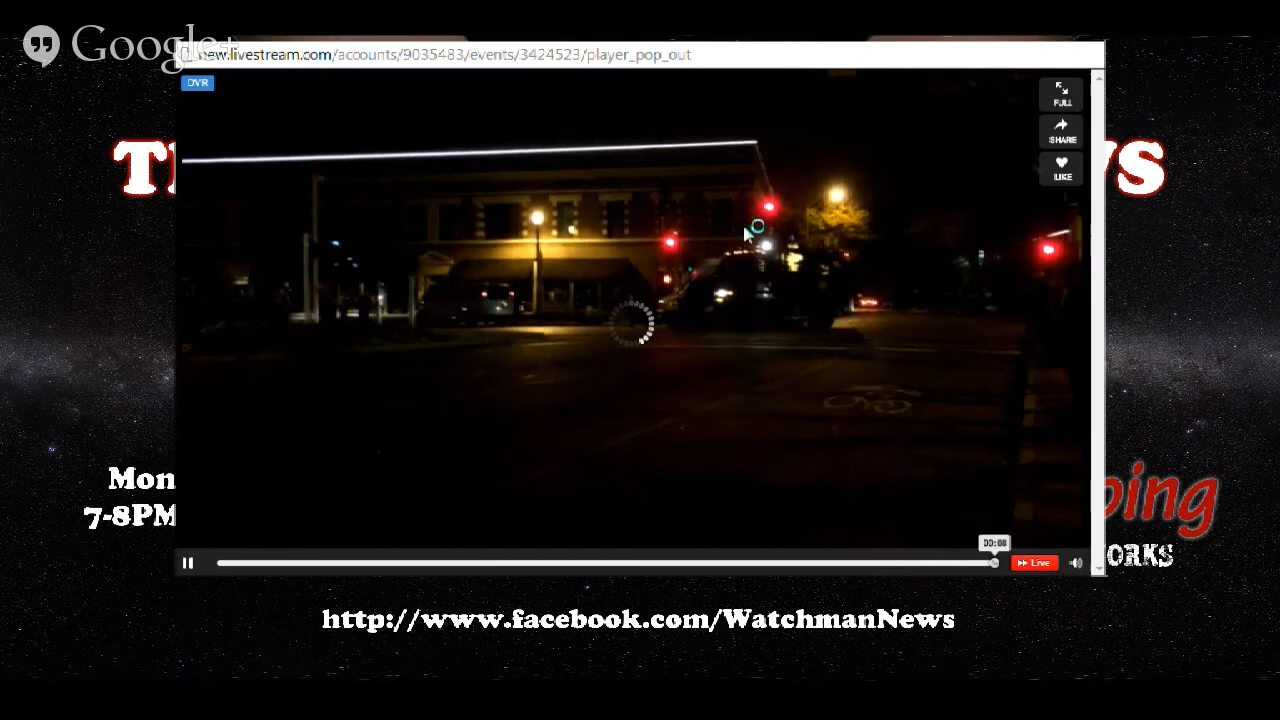 Google+
new.livestream.com/accounts/9035483/events/3424523/player_pop_out
DVR
FULL
SHARE
LIKE
VS
Mon
7-8PM
ping
ORKS
00:08
Live
http://www.facebook.com/WatchmanNews